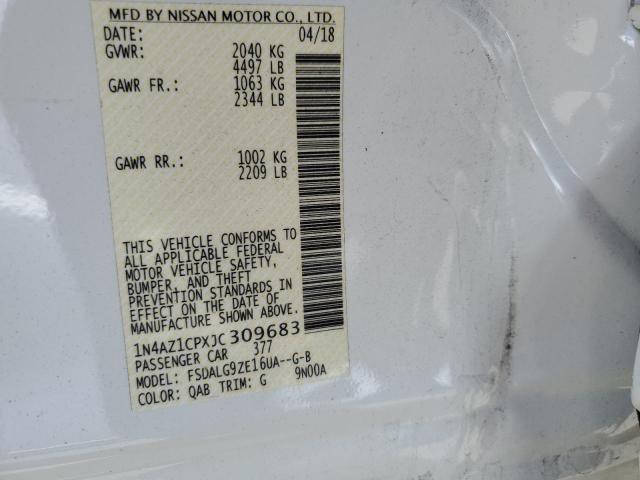 MFD BY NISSAN MOTOR CO., LTD.
DATE: 04/18
GVWR: 2040 KG
4497 LB
GAWR FR.: 1063 KG
2344 LB
GAWR RR.: 1002 KG
2209 LB
THIS VEHICLE CONFORMS TO
ALL APPLICABLE FEDERAL
MOTOR VEHICLE SAFETY,
BUMPER, AND THEFT
PREVENTION STANDARDS IN
EFFECT ON THE DATE OF
MANUFACTURE SHOWN ABOVE.
1N4AZ1CPXJC309683
PASSENGER CAR 377
MODEL: FSDALG9ZE16UA--G-B
COLOR: QAB TRIM: G 9N00A